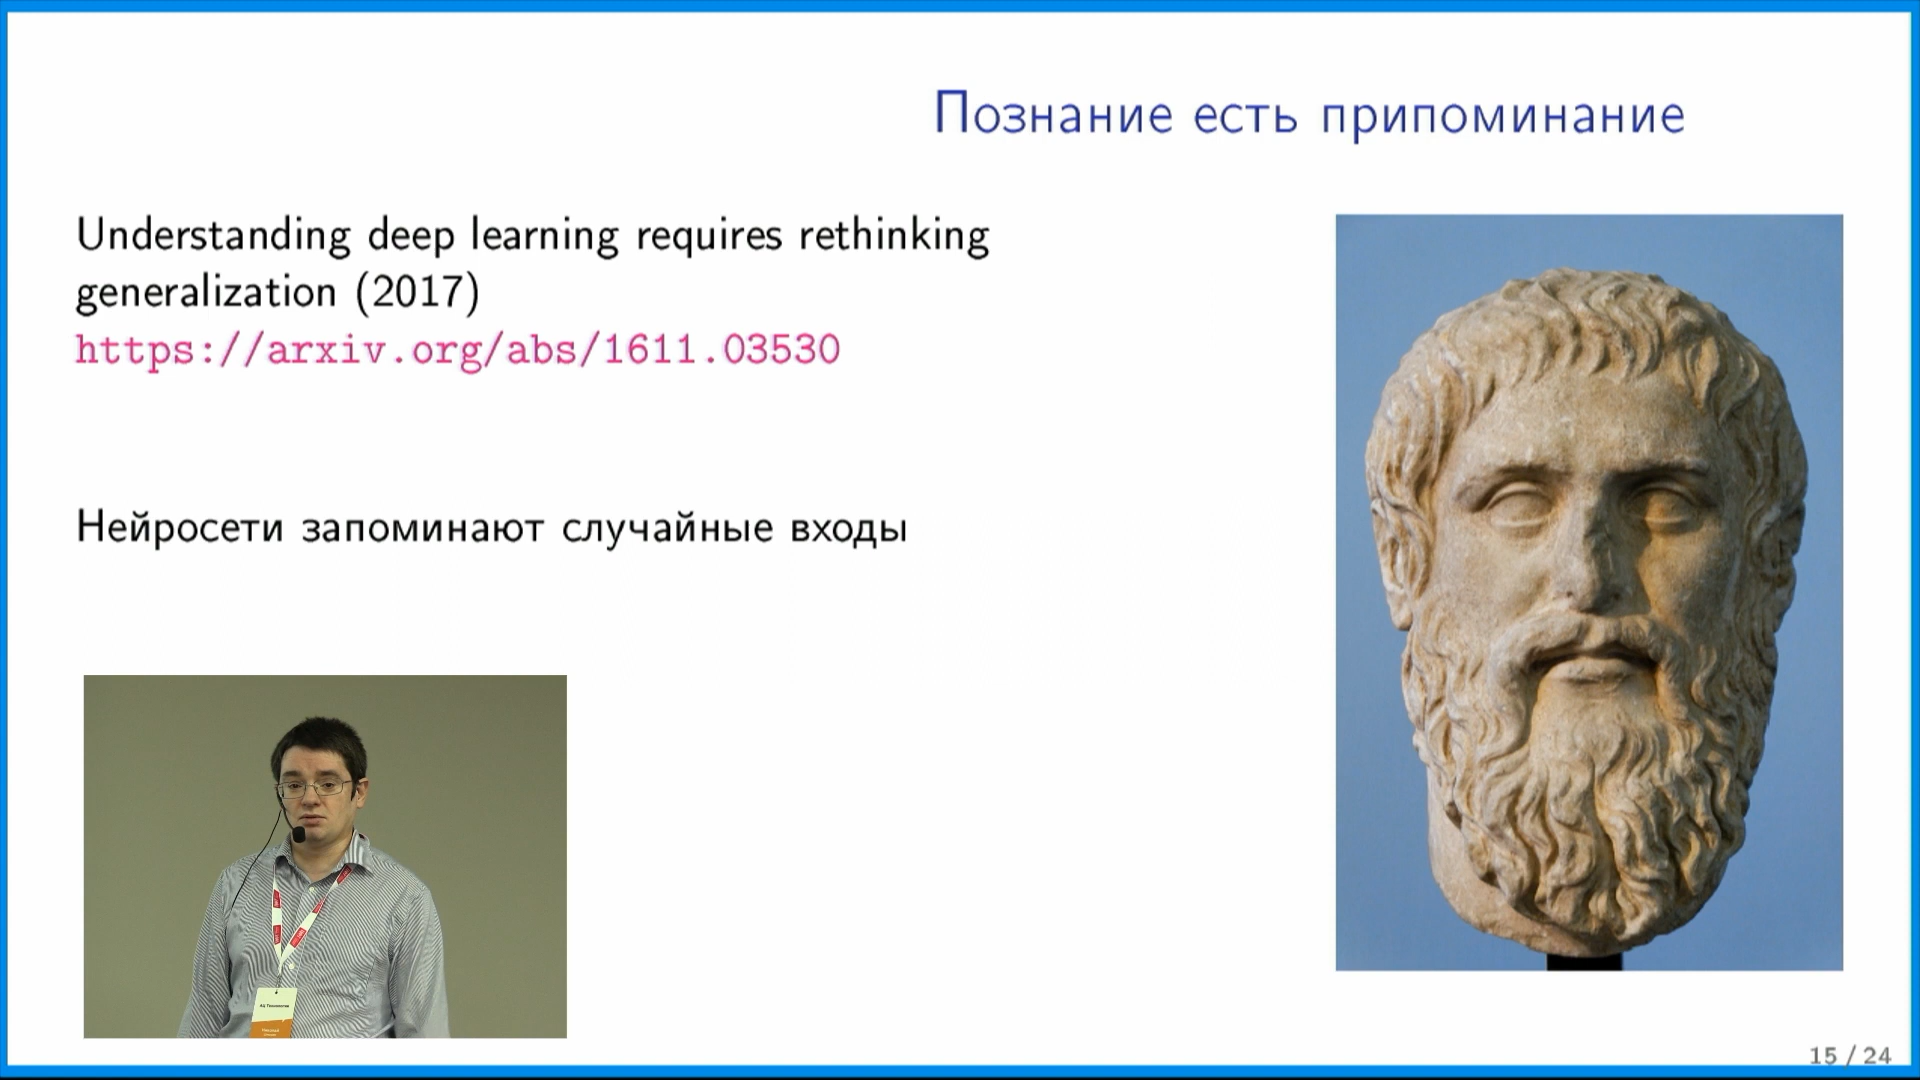 Познание есть припоминание
Understanding deep learning requires rethinking
generalization (2017)
https://arxiv.org/abs/1611.03530
Нейросети запоминают случайные входы
15 / 24